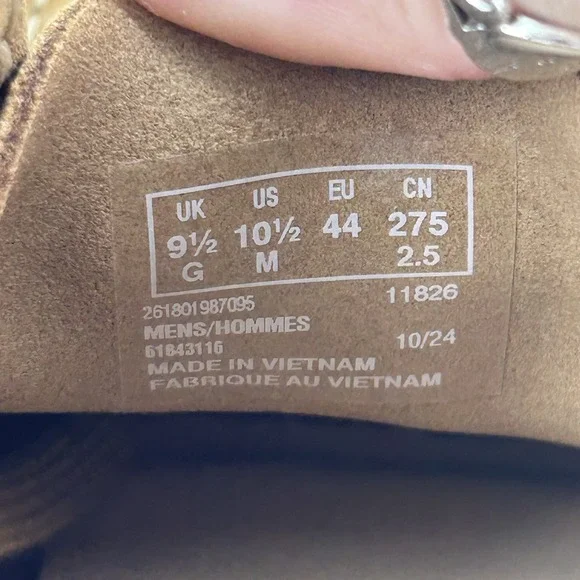 UK US EU CN
9½ 10½ 44 275
G M 2.5
261801987095 11826
MENS/HOMMES
61843116 10/24
MADE IN VIETNAM
FABRIQUE AU VIETNAM